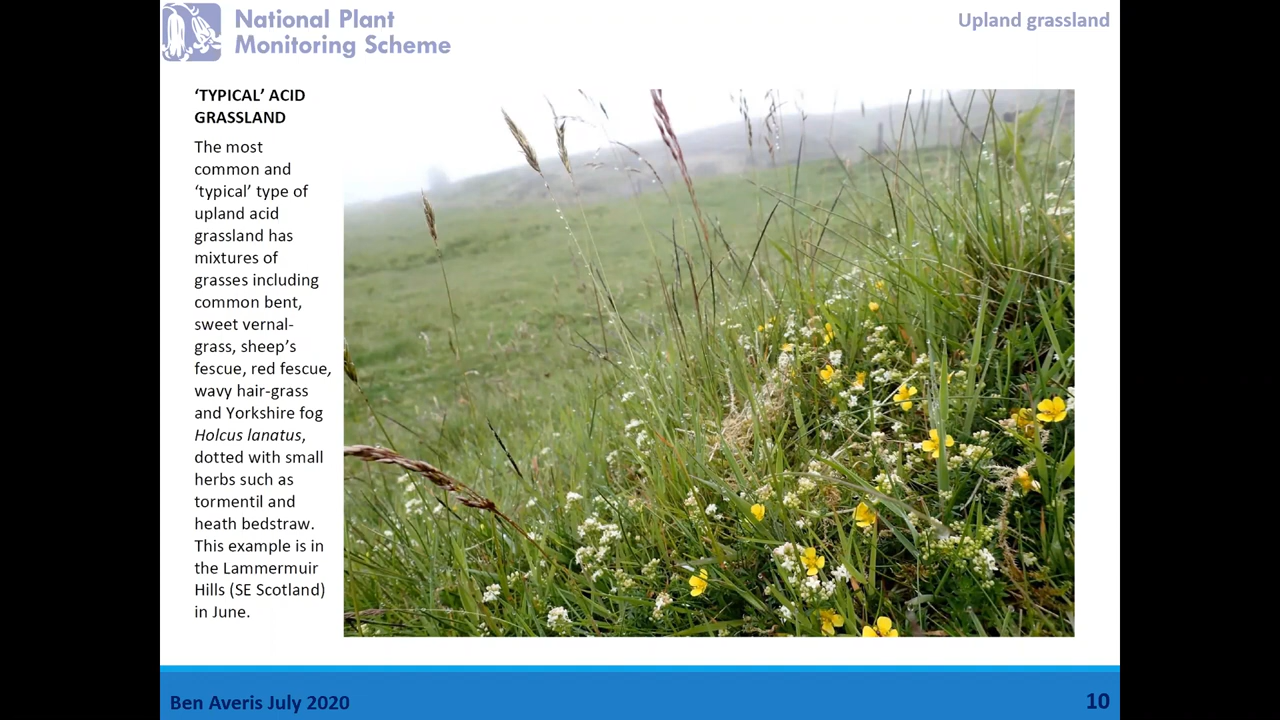 National Plant
Monitoring Scheme
Upland grassland
‘TYPICAL’ ACID
GRASSLAND
The most
common and
‘typical’ type of
upland acid
grassland has
mixtures of
grasses including
common bent,
sweet vernal-
grass, sheep’s
fescue, red fescue,
wavy hair-grass
and Yorkshire fog
Holcus lanatus,
dotted with small
herbs such as
tormentil and
heath bedstraw.
This example is in
the Lammermuir
Hills (SE Scotland)
in June.
Ben Averis July 2020
10